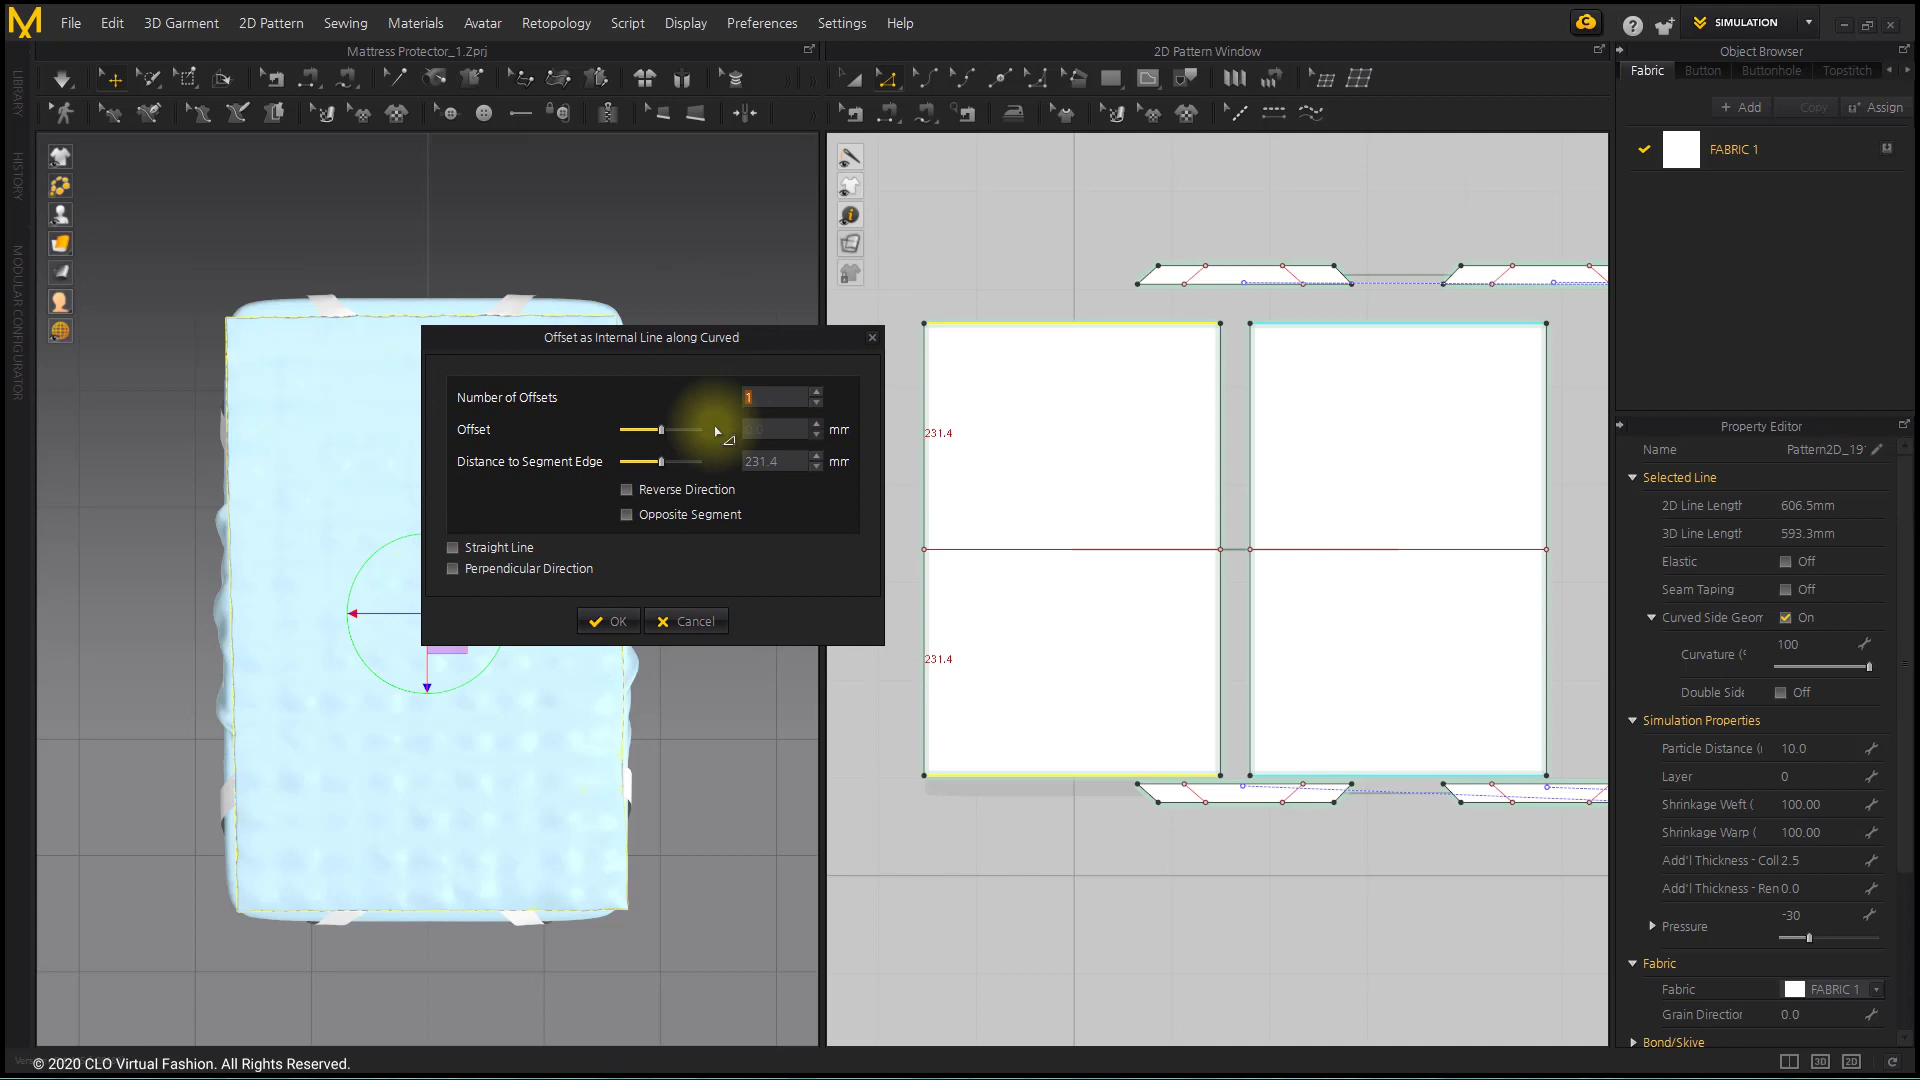 File Edit 3D Garment 2D Pattern Sewing Materials Avatar Retopology Script Display Preferences Settings Help
SIMULATION
Mattress Protector_1.Zprj
2D Pattern Window
Object Browser
Fabric Button Buttonhole Topstitch
+ Add Copy Assign
FABRIC 1
LIBRARY
HISTORY
MODULAR CONFIGURATOR
Offset as Internal Line along Curved
Number of Offsets 1
Offset mm
Distance to Segment Edge 231.4 mm
Reverse Direction
Opposite Segment
Straight Line
Perpendicular Direction
OK Cancel
231.4
231.4
Property Editor
Name Pattern2D_19
Selected Line
2D Line Length 606.5mm
3D Line Length 593.3mm
Elastic Off
Seam Taping Off
Curved Side Geom On
Curvature (° 100
Double Side Off
Simulation Properties
Particle Distance ( 10.0
Layer 0
Shrinkage Weft ( 100.00
Shrinkage Warp ( 100.00
Add'l Thickness - Coll 2.5
Add'l Thickness - Ren 0.0
Pressure -30
Fabric
Fabric FABRIC 1
Grain Direction 0.0
Bond/Skive
3D 2D
© 2020 CLO Virtual Fashion. All Rights Reserved.